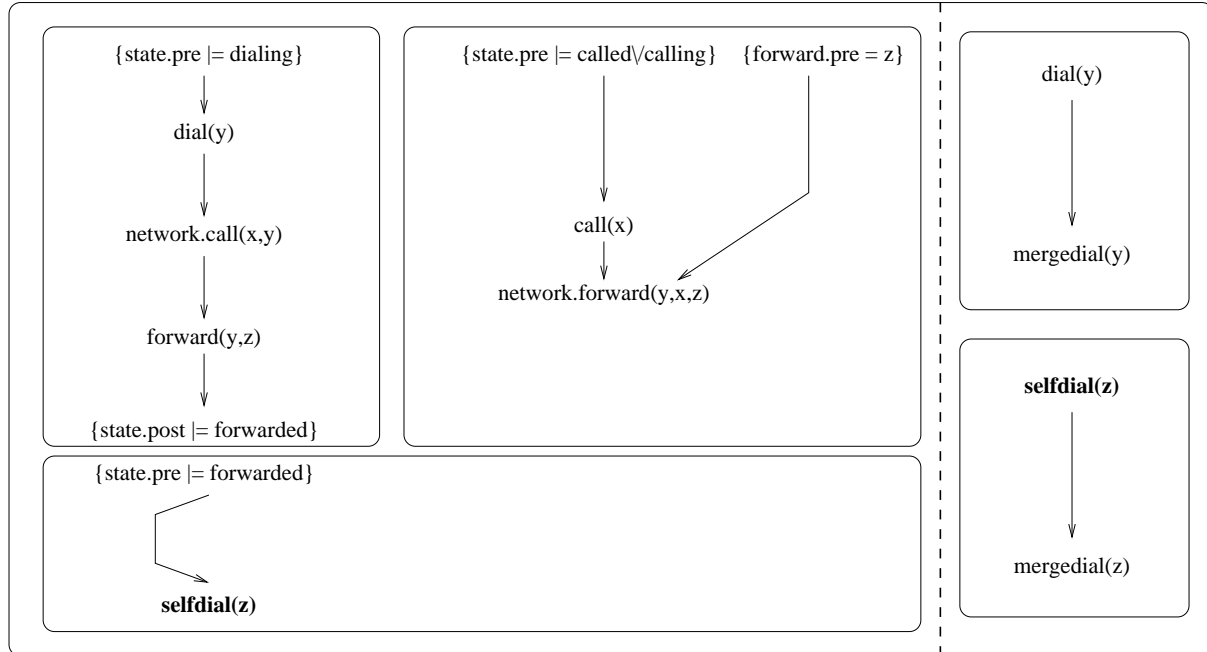 {state.pre |= dialing}
dial(y)
network.call(x,y)
forward(y,z)
{state.post |= forwarded}
{state.pre |= called\/calling}
{forward.pre = z}
call(x)
network.forward(y,x,z)
{state.pre |= forwarded}
selfdial(z)
dial(y)
mergedial(y)
selfdial(z)
mergedial(z)